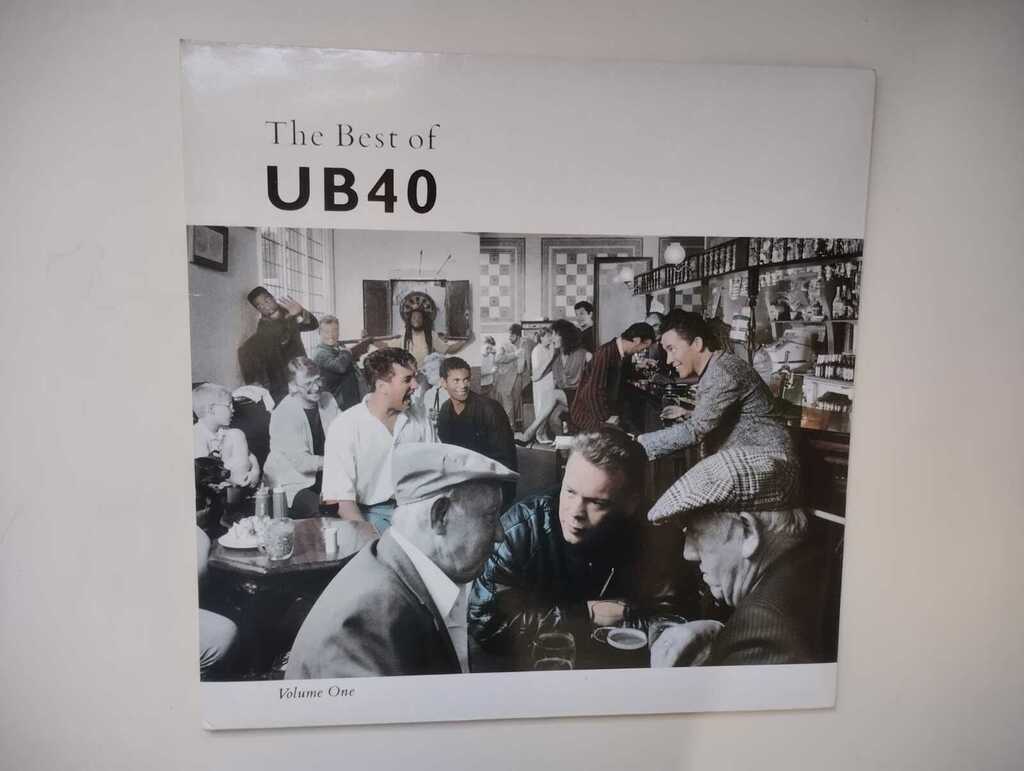 The Best of
UB40
Volume One